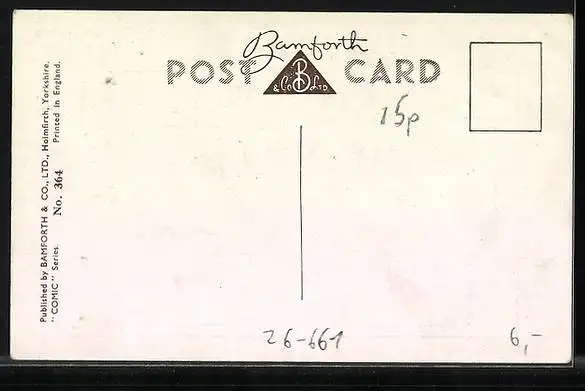 Bamforth
POST CARD
& Co B LTD
15p
Published by BAMFORTH & CO., LTD., Holmfirth, Yorkshire.
"COMIC" Series. No. 364 Printed in England.
26-661
6,-